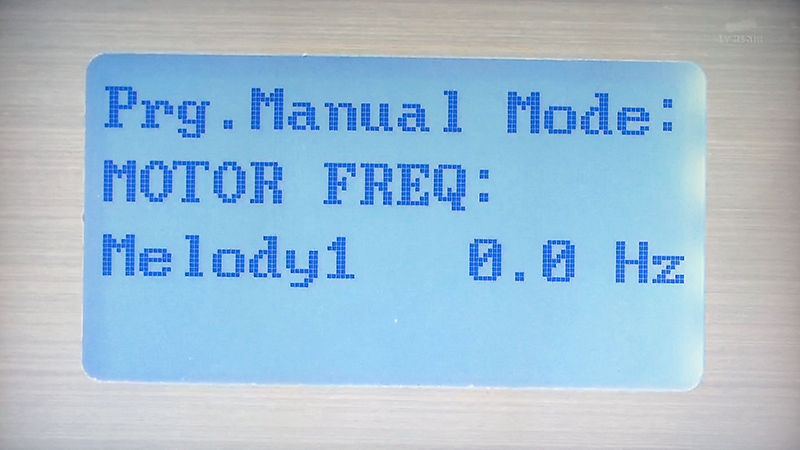 Prg.Manual Mode:
MOTOR FREQ:
Melody1 0.0 Hz